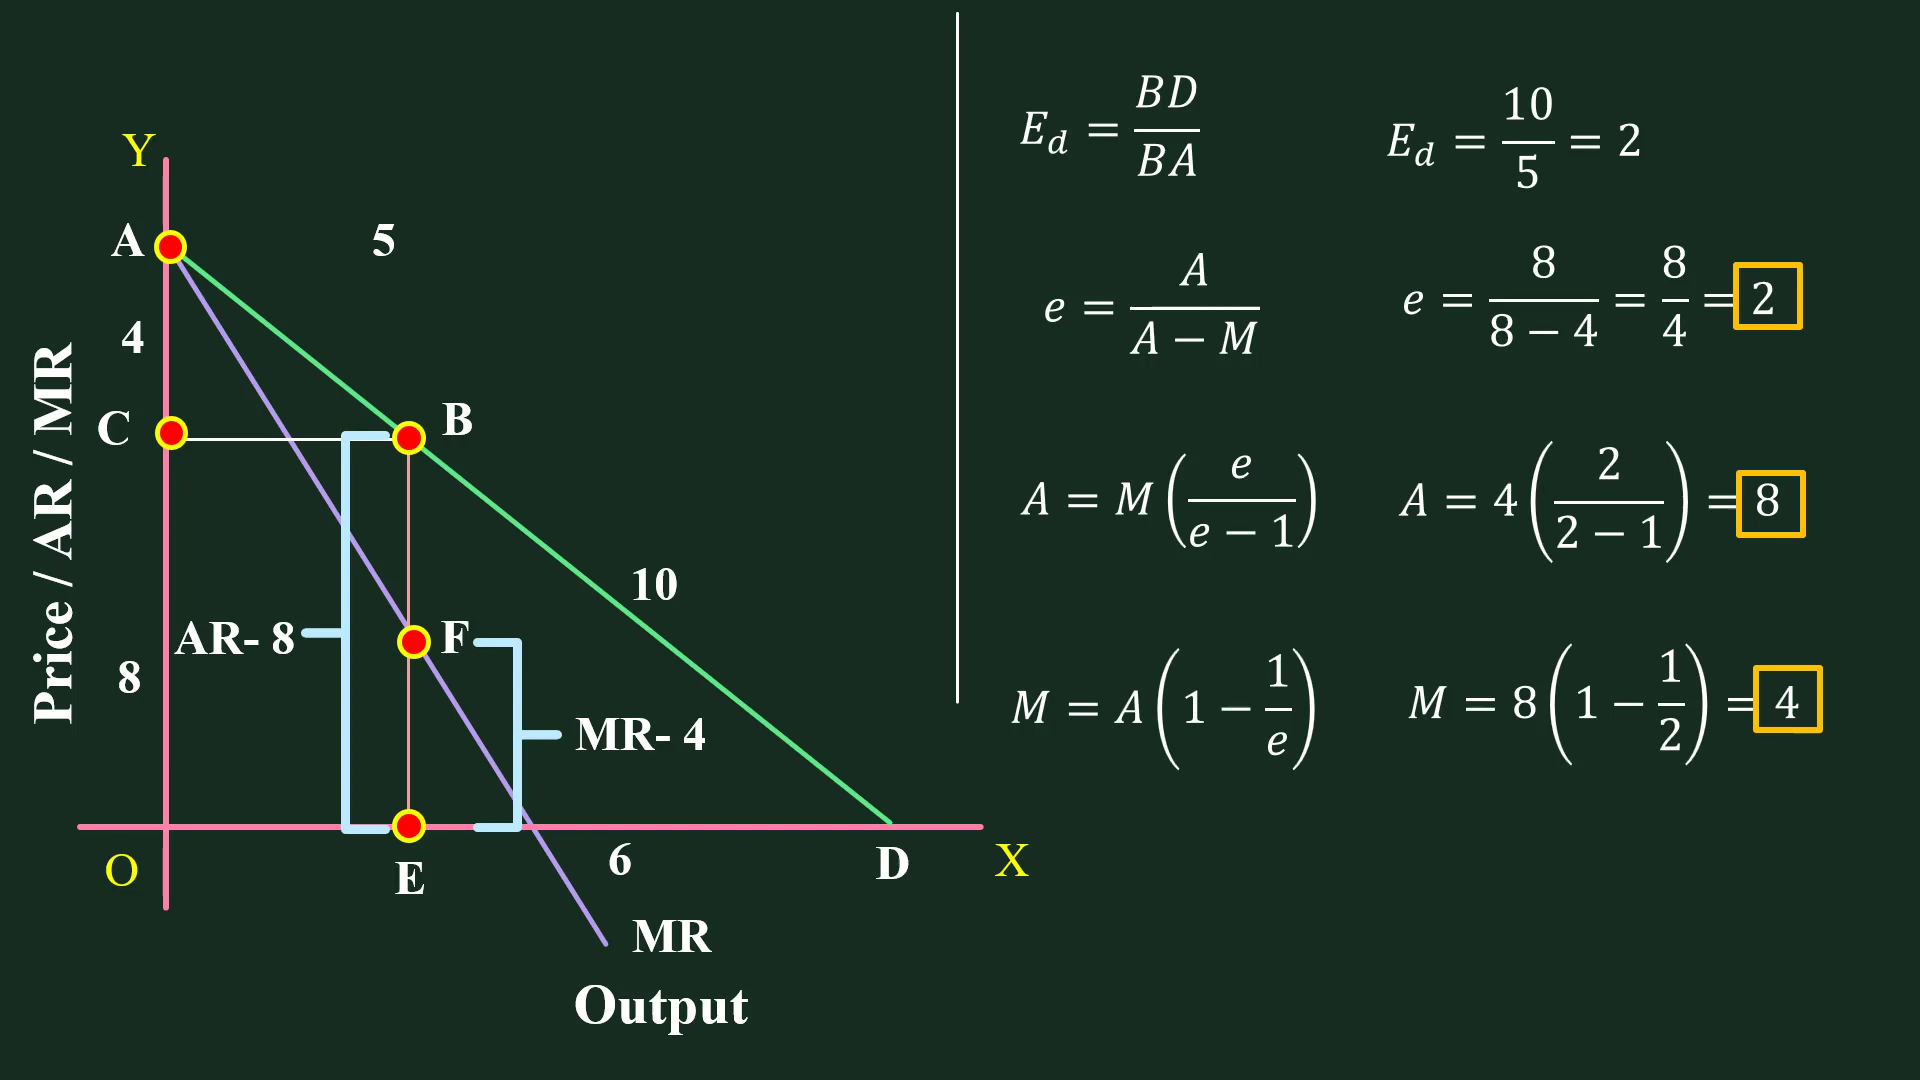 Y
A
5
4
C
B
Price / AR / MR
10
AR- 8
F
8
MR- 4
O
E
6
D
X
MR
Output
E_d = BD/BA
E_d = 10/5 = 2
e = A/(A − M)
e = 8/(8 − 4) = 8/4 = 2
A = M(e/(e − 1))
A = 4(2/(2 − 1)) = 8
M = A(1 − 1/e)
M = 8(1 − 1/2) = 4